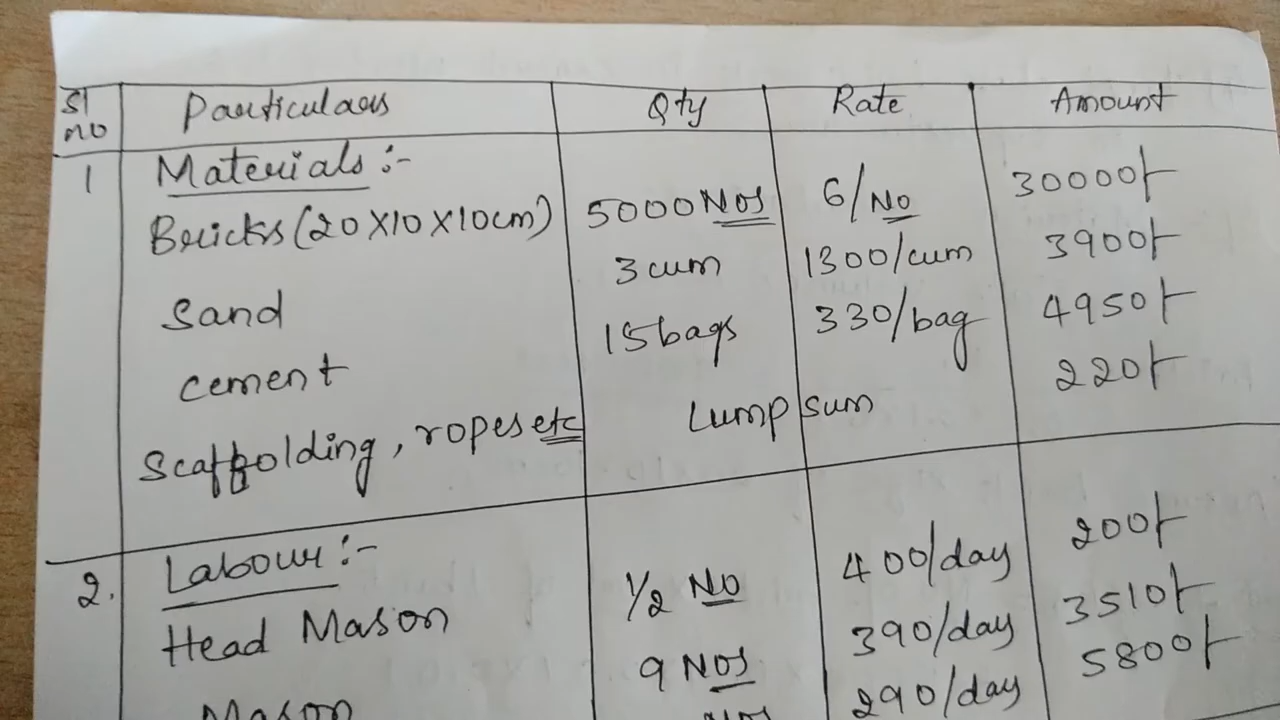 Sl no Particulars Qty Rate Amount
1 Materials :-
Bricks (20X10X10cm) 5000 Nos 6/No 30000/-
Sand 3 cum 1300/cum 3900/-
cement 15 bags 330/bag 4950/-
Scaffolding, ropes etc Lump sum 220/-
2. Labour :-
Head Mason 1/2 No 400/day 200/-
Mason 9 Nos 390/day 3510/-
Nos 290/day 5800/-